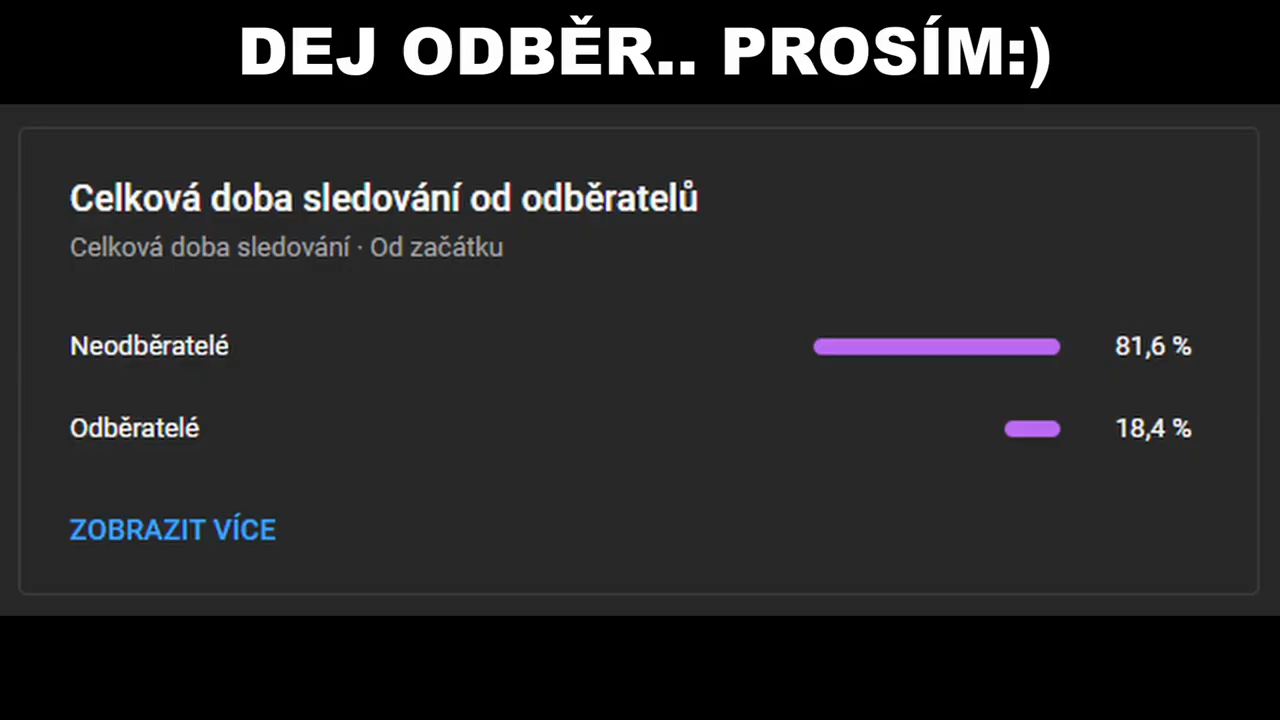 DEJ ODBĚR.. PROSÍM:)
Celková doba sledování od odběratelů
Celková doba sledování · Od začátku
Neodběratelé 81,6 %
Odběratelé 18,4 %
ZOBRAZIT VÍCE